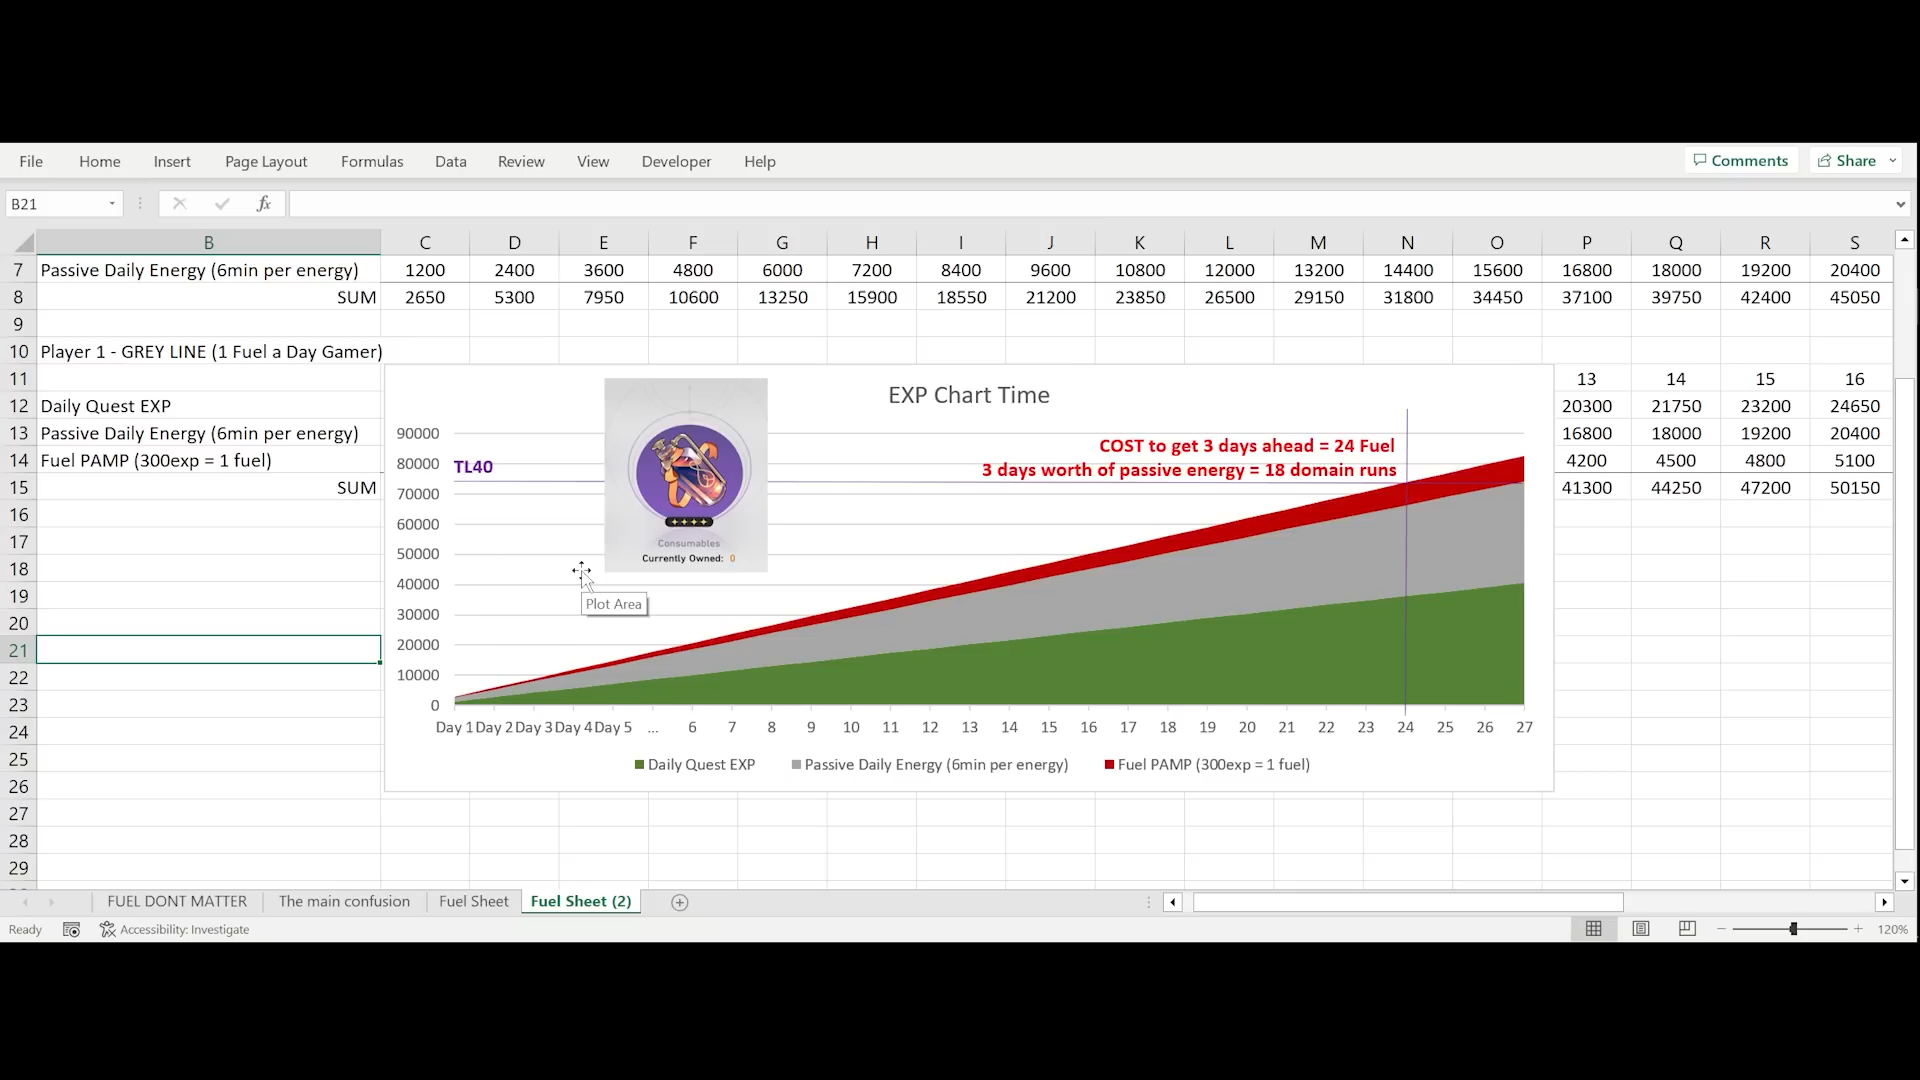 File Home Insert Page Layout Formulas Data Review View Developer Help Comments Share
B21 fx
B C D E F G H I J K L M N O P Q R S
7 Passive Daily Energy (6min per energy) 1200 2400 3600 4800 6000 7200 8400 9600 10800 12000 13200 14400 15600 16800 18000 19200 20400
8 SUM 2650 5300 7950 10600 13250 15900 18550 21200 23850 26500 29150 31800 34450 37100 39750 42400 45050
9
10 Player 1 - GREY LINE (1 Fuel a Day Gamer)
11 13 14 15 16
12 Daily Quest EXP 20300 21750 23200 24650
13 Passive Daily Energy (6min per energy) 16800 18000 19200 20400
14 Fuel PAMP (300exp = 1 fuel) 4200 4500 4800 5100
15 SUM 41300 44250 47200 50150
16
17
18
19
20
21
22
23
24
25
26
27
28
29
EXP Chart Time
90000
80000
70000
60000
50000
40000
30000
20000
10000
0
TL40
COST to get 3 days ahead = 24 Fuel
3 days worth of passive energy = 18 domain runs
Consumables
Currently Owned: 0
Plot Area
Day 1 Day 2 Day 3 Day 4 Day 5 ... 6 7 8 9 10 11 12 13 14 15 16 17 18 19 20 21 22 23 24 25 26 27
Daily Quest EXP Passive Daily Energy (6min per energy) Fuel PAMP (300exp = 1 fuel)
FUEL DONT MATTER The main confusion Fuel Sheet Fuel Sheet (2)
Ready Accessibility: Investigate 120%